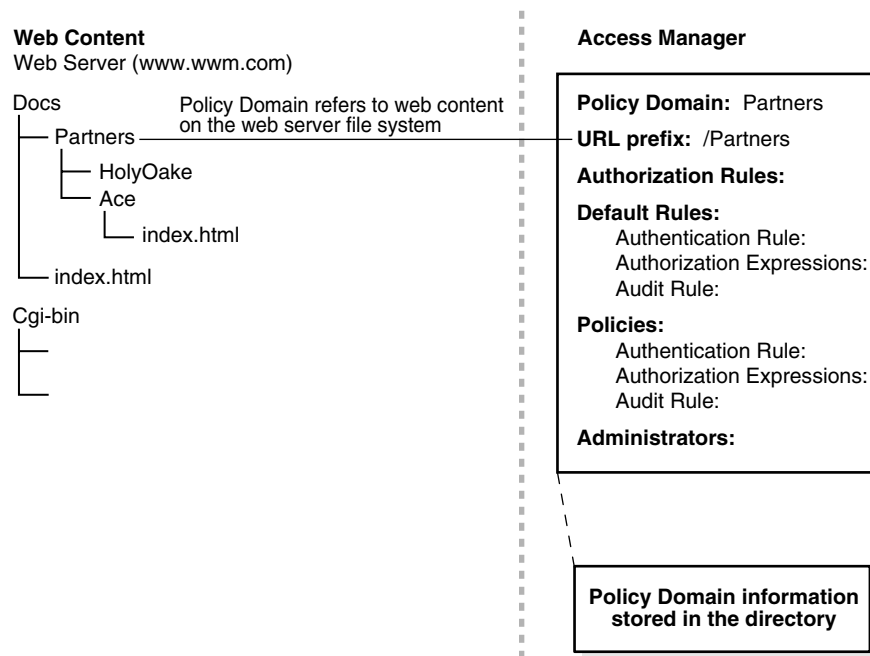 Web Content
Web Server (www.wwm.com)
Docs
Policy Domain refers to web content
on the web server file system
Partners
HolyOake
Ace
index.html
index.html
Cgi-bin
Access Manager
Policy Domain: Partners
URL prefix: /Partners
Authorization Rules:
Default Rules:
Authentication Rule:
Authorization Expressions:
Audit Rule:
Policies:
Authentication Rule:
Authorization Expressions:
Audit Rule:
Administrators:
Policy Domain information
stored in the directory